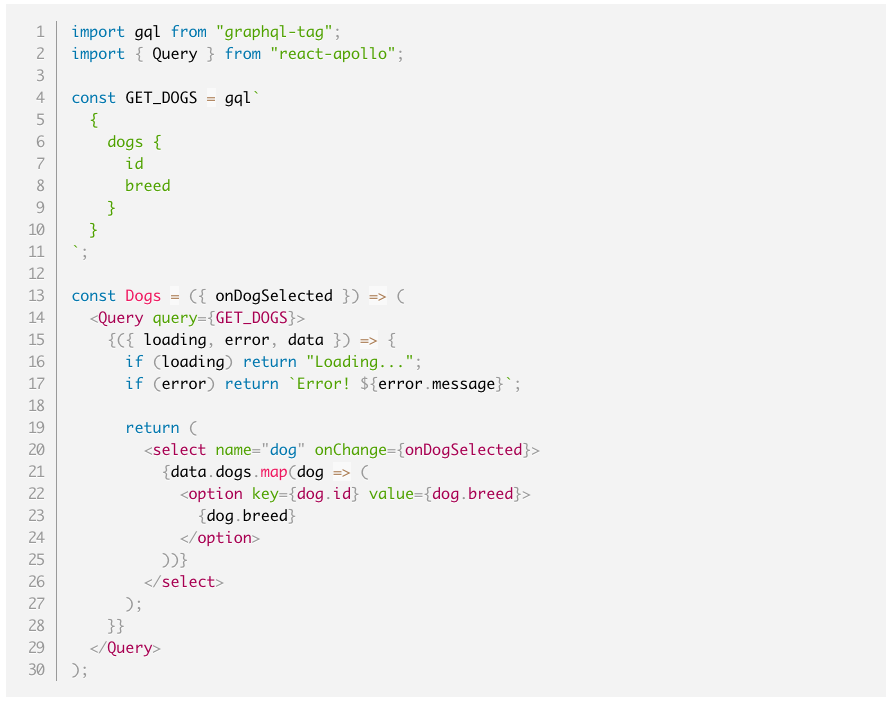 1 import gql from "graphql-tag";
2 import { Query } from "react-apollo";
3
4 const GET_DOGS = gql`
5   {
6     dogs {
7       id
8       breed
9     }
10   }
11 `;
12
13 const Dogs = ({ onDogSelected }) => (
14   <Query query={GET_DOGS}>
15     {({ loading, error, data }) => {
16       if (loading) return "Loading...";
17       if (error) return `Error! ${error.message}`;
18
19       return (
20         <select name="dog" onChange={onDogSelected}>
21           {data.dogs.map(dog => (
22             <option key={dog.id} value={dog.breed}>
23               {dog.breed}
24             </option>
25           ))}
26         </select>
27       );
28     }}
29   </Query>
30 );